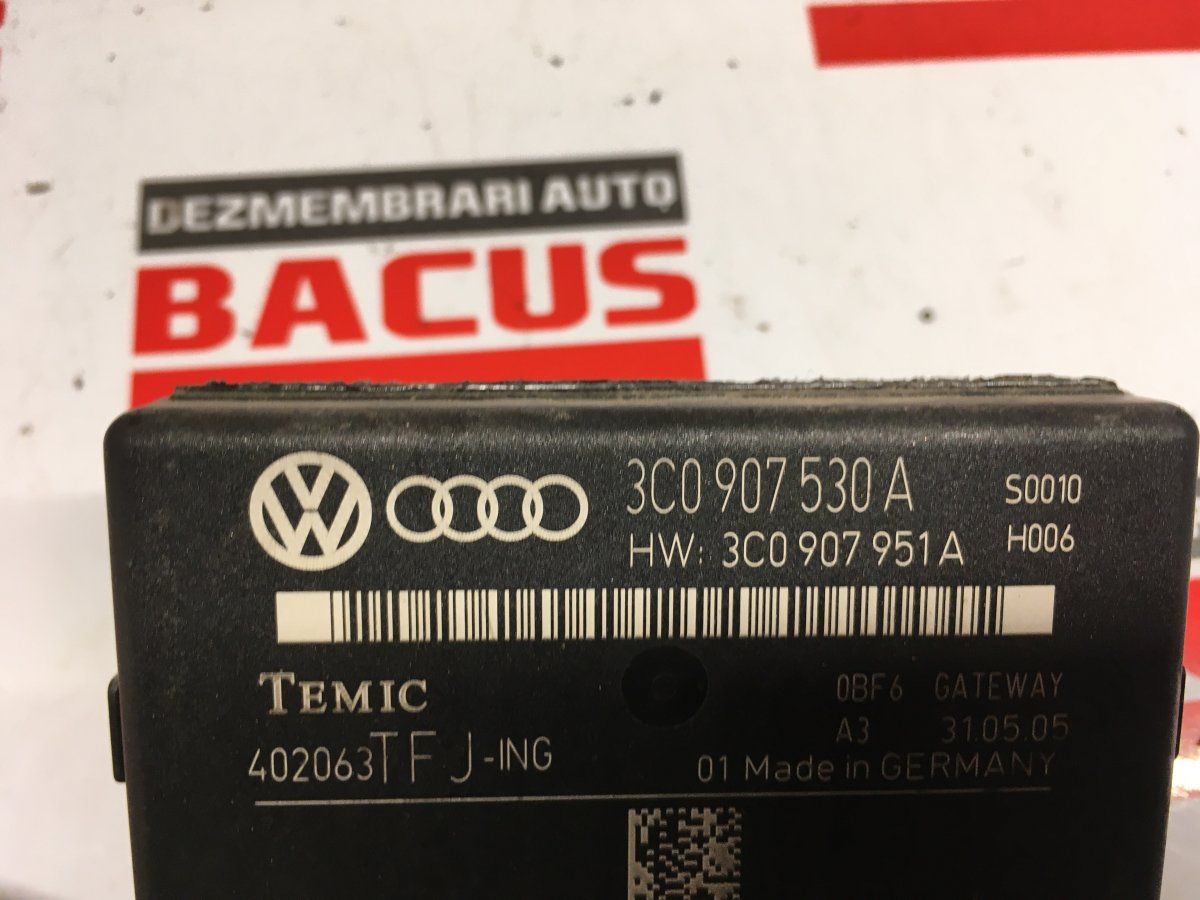 DEZMEMBRARI AUTO
BACUS
3C0 907 530 A S0010
HW: 3C0 907 951 A H006
TEMIC
0BF6 GATEWAY
A3 31.05.05
402063TFJ-ING
01 Made in GERMANY